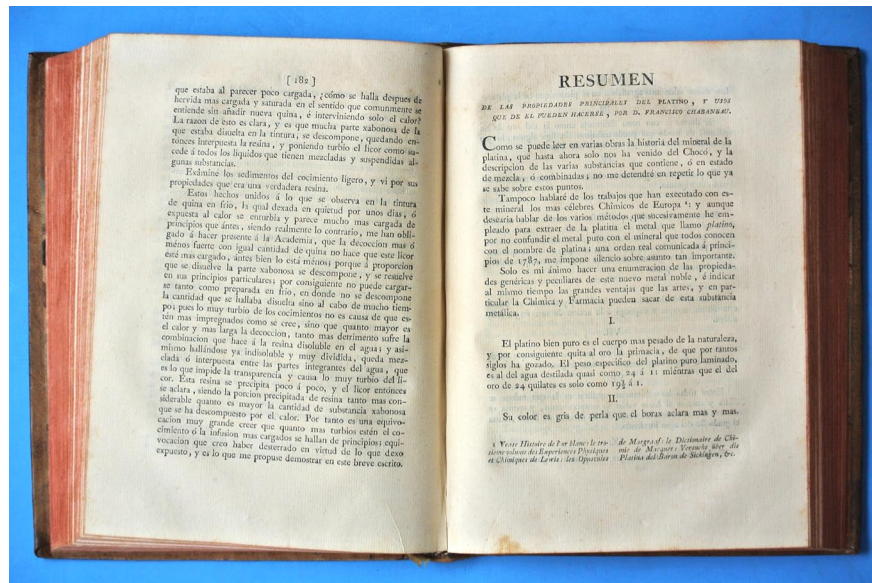 [ 182 ]
que estaba al parecer poco cargada, ¿cómo se halla despues de
hervida mas cargada y saturada en el sentido que comunmente se
entiende sin añadir nueva quina, é interviniendo solo el calor?
La razon de esto es clara, y es que mucha parte xabonosa de la
que estaba disuelta en la tintura, se descompone, quedando en-
tónces interpuesta la resina, y poniendo turbio el licor como su-
cede á todos los líquidos que tienen mezcladas y suspendidas al-
gunas substancias.
Exâmine los sedimentos del cocimiento ligero, y vi por sus
propiedades que era una verdadera resina.
Estos hechos unidos á lo que se observa en la tintura
de quina en frio, la qual dexada en quietud por unos dias, ó
expuesta al calor se enturbia y parece mucho mas cargada de
principios que ántes, siendo realmente lo contrario, me han obli-
gado á hacer presente á la Academia, que la decoccion mas ó
ménos fuerte con igual cantidad de quina no hace que este licor
esté mas cargado, ántes bien lo está ménos; porque á proporcion
que se disuelve la parte xabonosa se descompone, y se resuelve
en sus principios particulares; por consiguiente no puede cargar-
se tanto como preparada en frio, en donde no se descompone
la cantidad que se hallaba disuelta sino al cabo de mucho tiem-
po; pues lo muy turbio de los cocimientos no es causa de que es-
tén mas impregnados como se cree, sino que quanto mayor es
el calor y mas larga la decoccion, tanto mas detrimento sufre la
combinacion que hace á la resina disoluble en el agua; y asi-
mismo hallándose ya indisoluble y muy dividida, queda mez-
clada ó interpuesta entre las partes integrantes del agua, que
es lo que impide la transparencia y causa lo muy turbio del li-
cor. Esta resina se precipita poco á poco, y el licor entónces
se aclara, siendo la porcion precipitada de resina tanto mas con-
siderable quanto es mayor la cantidad de substancia xabonosa
que se ha descompuesto por el calor. Por tanto es una equivo-
cacion muy grande creer que quanto mas turbios estén el co-
cimiento ó la infusion mas cargados se hallan de principios; equi-
vocacion que creo haber desterrado en virtud de lo que dexo
expuesto, y es lo que me propuse demostrar en este breve escrito.
RESUMEN
DE LAS PROPIEDADES PRINCIPALES DEL PLATINO, Y USOS
QUE DE EL PUEDEN HACERSE, POR D. FRANCISCO CHABANEAU.
Como se puede leer en varias obras la historia del mineral de la
platina, que hasta ahora solo nos ha venido del Chocó, y la
descripcion de las varias substancias que contiene, ó en estado
de mezcla, ó combinadas; no me detendré en repetir lo que ya
se sabe sobre estos puntos.
Tampoco hablaré de los trabajos que han executado con es-
te mineral los mas célebres Chîmicos de Europa 1; y aunque
desearia hablar de los varios métodos que sucesivamente he em-
pleado para extraer de la platina el metal que llamo platino,
por no confundir el metal puro con el mineral que todos conocen
con el nombre de platina; una orden real comunicada á princi-
pios de 1787, me impone silencio sobre asunto tan importante.
Solo es mi ánimo hacer una enumeracion de las propieda-
des genéricas y peculiares de este nuevo metal noble, é indicar
al mismo tiempo las grandes ventajas que las artes, y en par-
ticular la Chîmica y Farmacia pueden sacar de esta substancia
metálica.
I.
El platino bien puro es el cuerpo mas pesado de la naturaleza,
y por consiguiente quita al oro la primacia, de que por tantos
siglos ha gozado. El peso especifico del platino puro laminado,
es al del agua destilada quasi como 24 á 1; miéntras que el del
oro de 24 quilates es solo como 19½ á 1.
II.
Su color es gris de perla que el borax aclara mas y mas.
1 Vease Histoire de l'or blanc: le tro-
sieme volume des Experiences Physiques
et Chîmiques de Lewis: les Opuscules
de Margraf: le Dictionaire de Chi-
mie de Macquer: Versuche über die
Platina del Baron de Sickingen, &c.